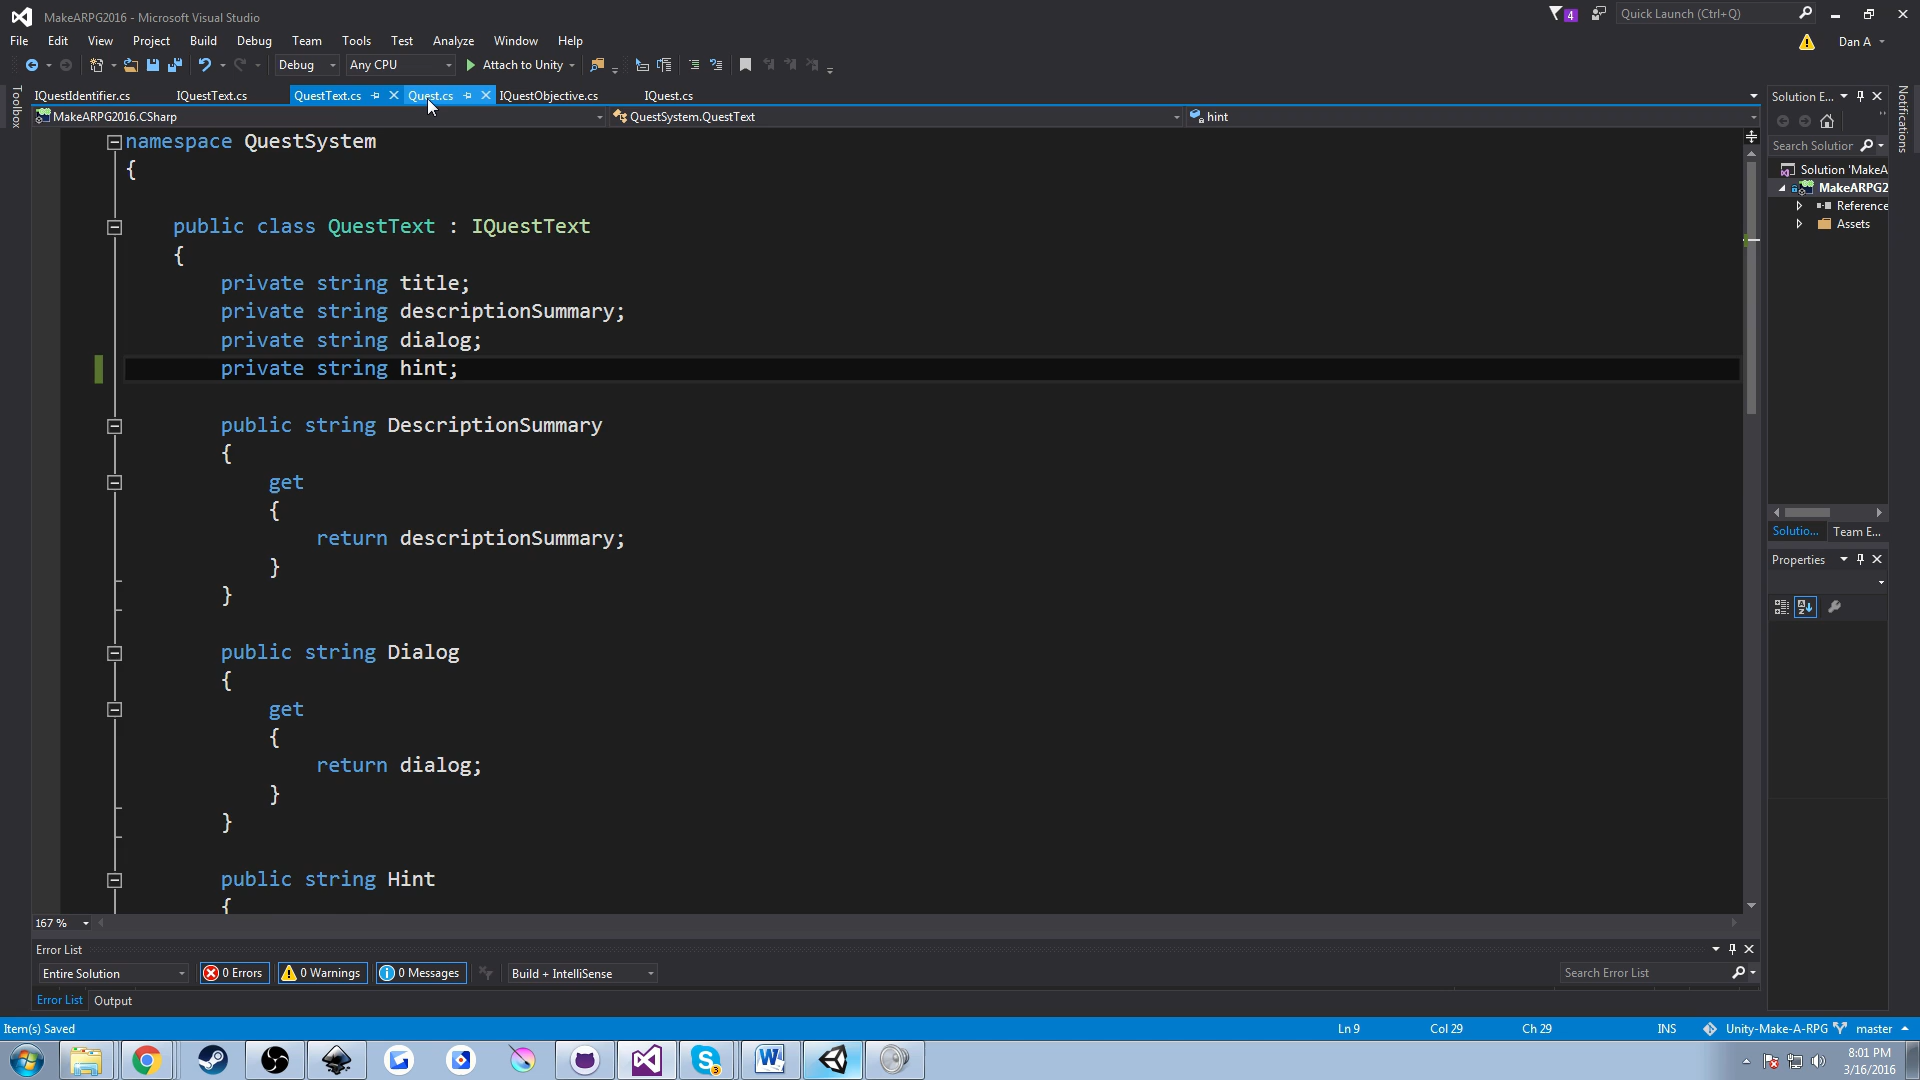 MakeARPG2016 - Microsoft Visual Studio
4
Quick Launch (Ctrl+Q)
File Edit View Project Build Debug Team Tools Test Analyze Window Help
Dan A
Debug Any CPU Attach to Unity
Toolbox
IQuestIdentifier.cs IQuestText.cs QuestText.cs Quest.cs IQuestObjective.cs IQuest.cs
MakeARPG2016.CSharp QuestSystem.QuestText hint
namespace QuestSystem
{
public class QuestText : IQuestText
{
private string title;
private string descriptionSummary;
private string dialog;
private string hint;
public string DescriptionSummary
{
get
{
return descriptionSummary;
}
}
public string Dialog
{
get
{
return dialog;
}
}
public string Hint
{
167 %
Solution E...
Notifications
Search Solution
Solution 'MakeA
MakeARPG2
Reference
Assets
Solutio... Team E...
Properties
Error List
Entire Solution 0 Errors 0 Warnings 0 Messages Build + IntelliSense Search Error List
Error List Output
Item(s) Saved Ln 9 Col 29 Ch 29 INS Unity-Make-A-RPG master
3
8:01 PM
3/16/2016